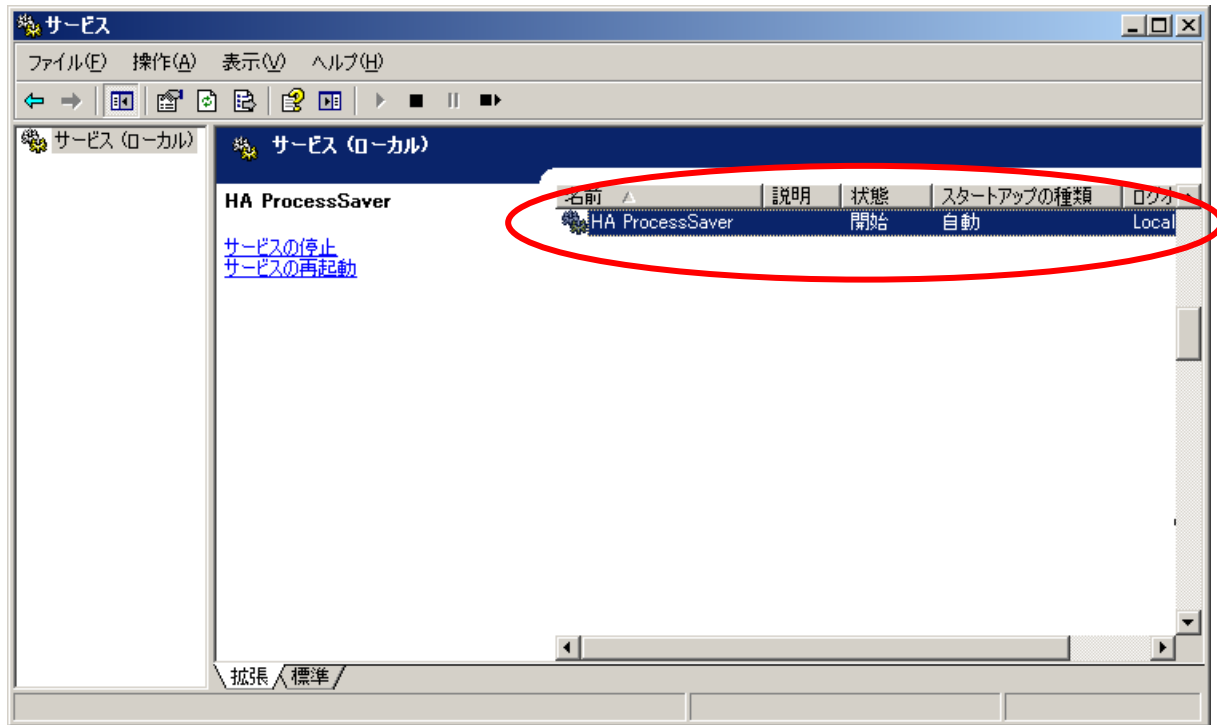 サービス
ファイル(F) 操作(A) 表示(V) ヘルプ(H)
サービス (ローカル)
サービス (ローカル)
HA ProcessSaver
サービスの停止
サービスの再起動
名前 説明 状態 スタートアップの種類 ログオ
HA ProcessSaver 開始 自動 Local
拡張 標準